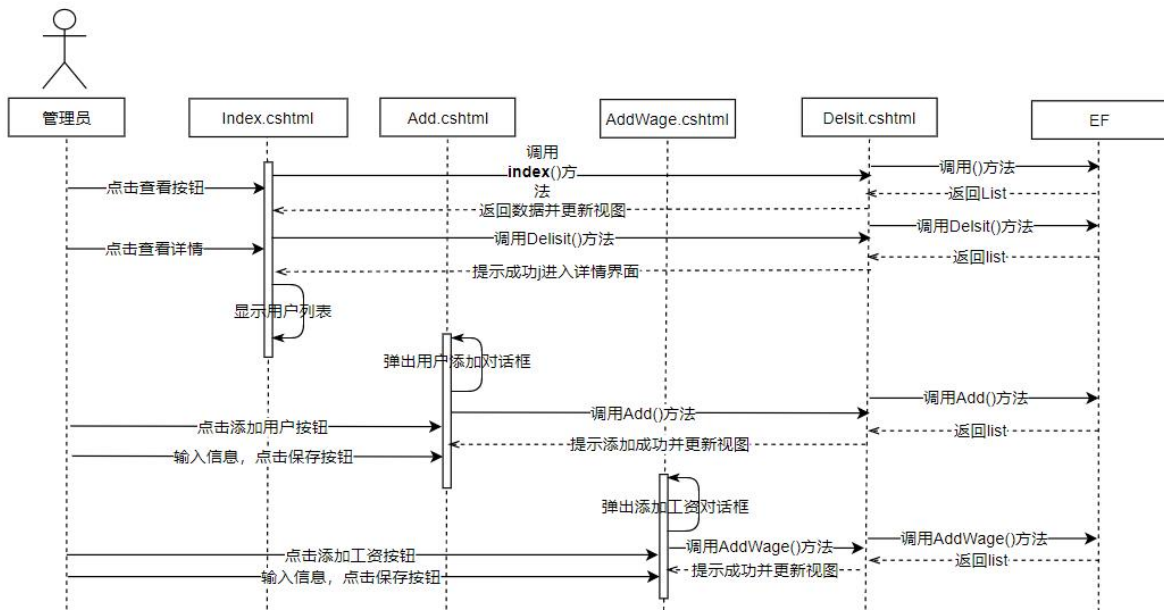 管理员
Index.cshtml
Add.cshtml
AddWage.cshtml
Delsit.cshtml
EF
调用
index()方
法
调用()方法
点击查看按钮
返回List
返回数据并更新视图
调用Delsit()方法
调用Delisit()方法
点击查看详情
返回list
提示成功j进入详情界面
显示用户列表
弹出用户添加对话框
调用Add()方法
调用Add()方法
点击添加用户按钮
返回list
提示添加成功并更新视图
输入信息，点击保存按钮
弹出添加工资对话框
调用AddWage()方法
调用AddWage()方法
点击添加工资按钮
返回list
提示成功并更新视图
输入信息，点击保存按钮